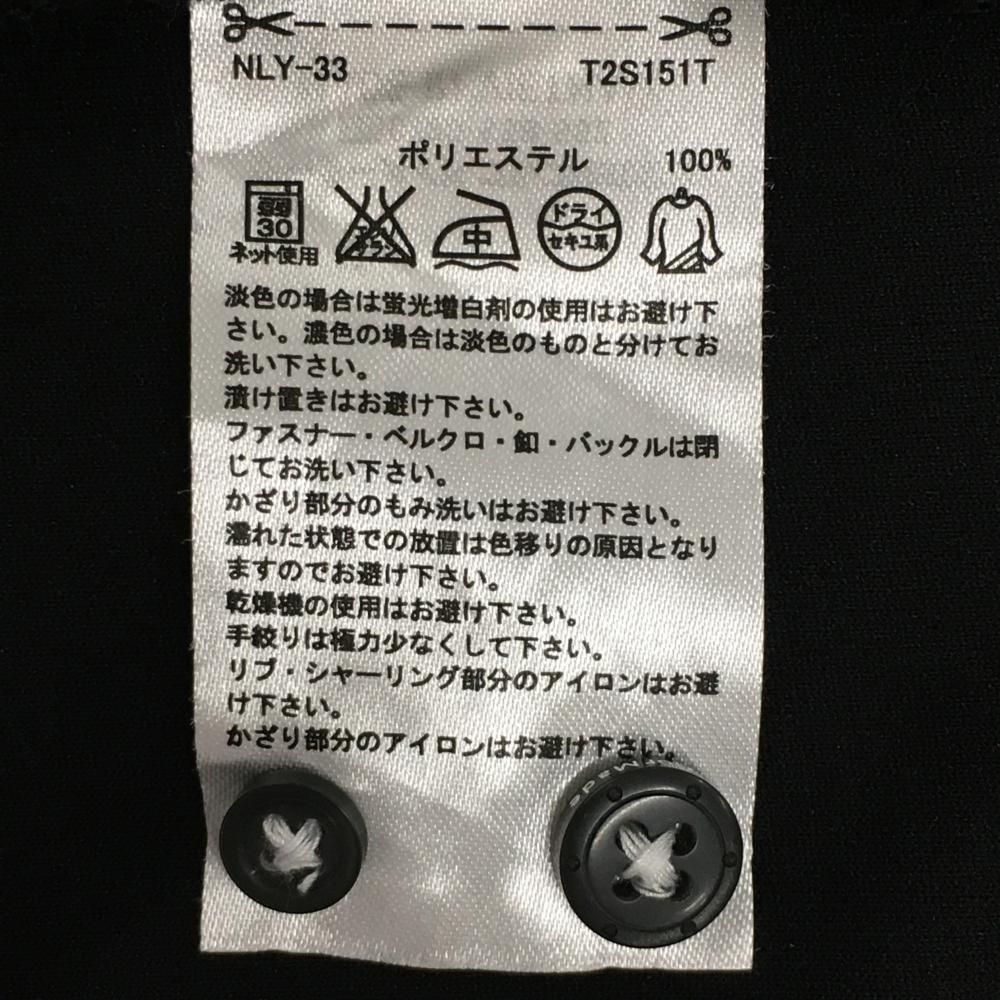 NLY-33 T2S151T
ポリエステル 100%
弱
30
ネット使用
中
ドライ
セキユ系
淡色の場合は蛍光増白剤の使用はお避け下
さい。濃色の場合は淡色のものと分けてお
洗い下さい。
漬け置きはお避け下さい。
ファスナー・ベルクロ・釦・バックルは閉
じてお洗い下さい。
かざり部分のもみ洗いはお避け下さい。
濡れた状態での放置は色移りの原因となり
ますのでお避け下さい。
乾燥機の使用はお避け下さい。
手絞りは極力少なくして下さい。
リブ・シャーリング部分のアイロンはお避
け下さい。
かざり部分のアイロンはお避け下さい。